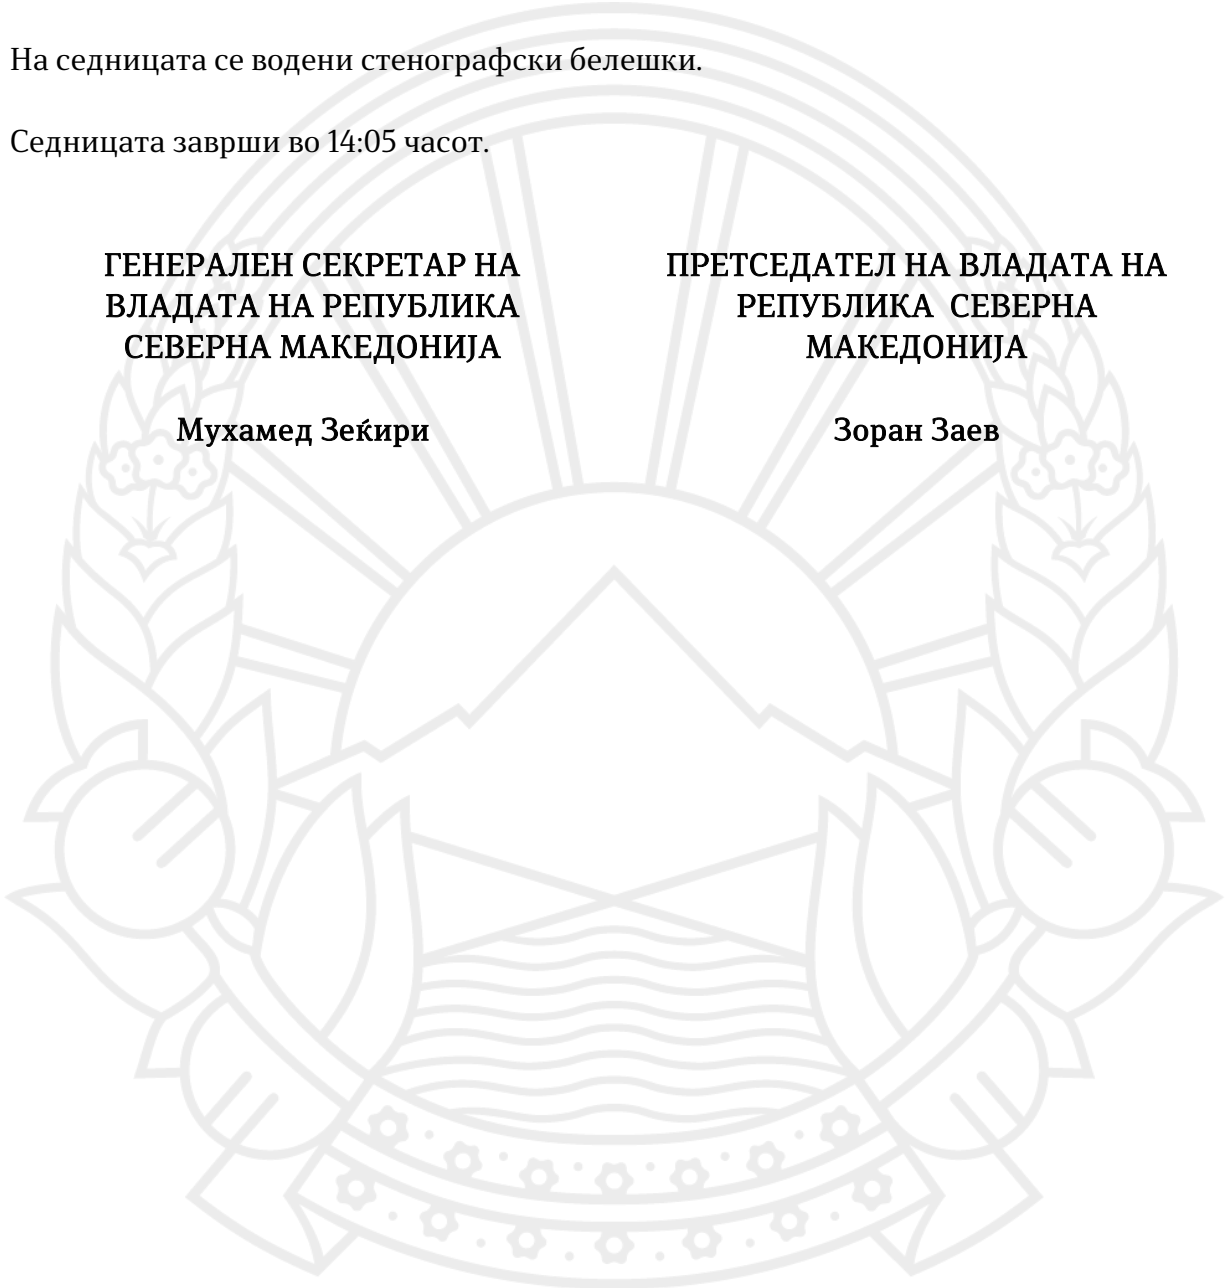 На седницата се водени стенографски белешки.
Седницата заврши во 14:05 часот.
ГЕНЕРАЛЕН СЕКРЕТАР НА
ВЛАДАТА НА РЕПУБЛИКА
СЕВЕРНА МАКЕДОНИЈА
Мухамед Зеќири
ПРЕТСЕДАТЕЛ НА ВЛАДАТА НА
РЕПУБЛИКА  СЕВЕРНА
МАКЕДОНИЈА
Зоран Заев